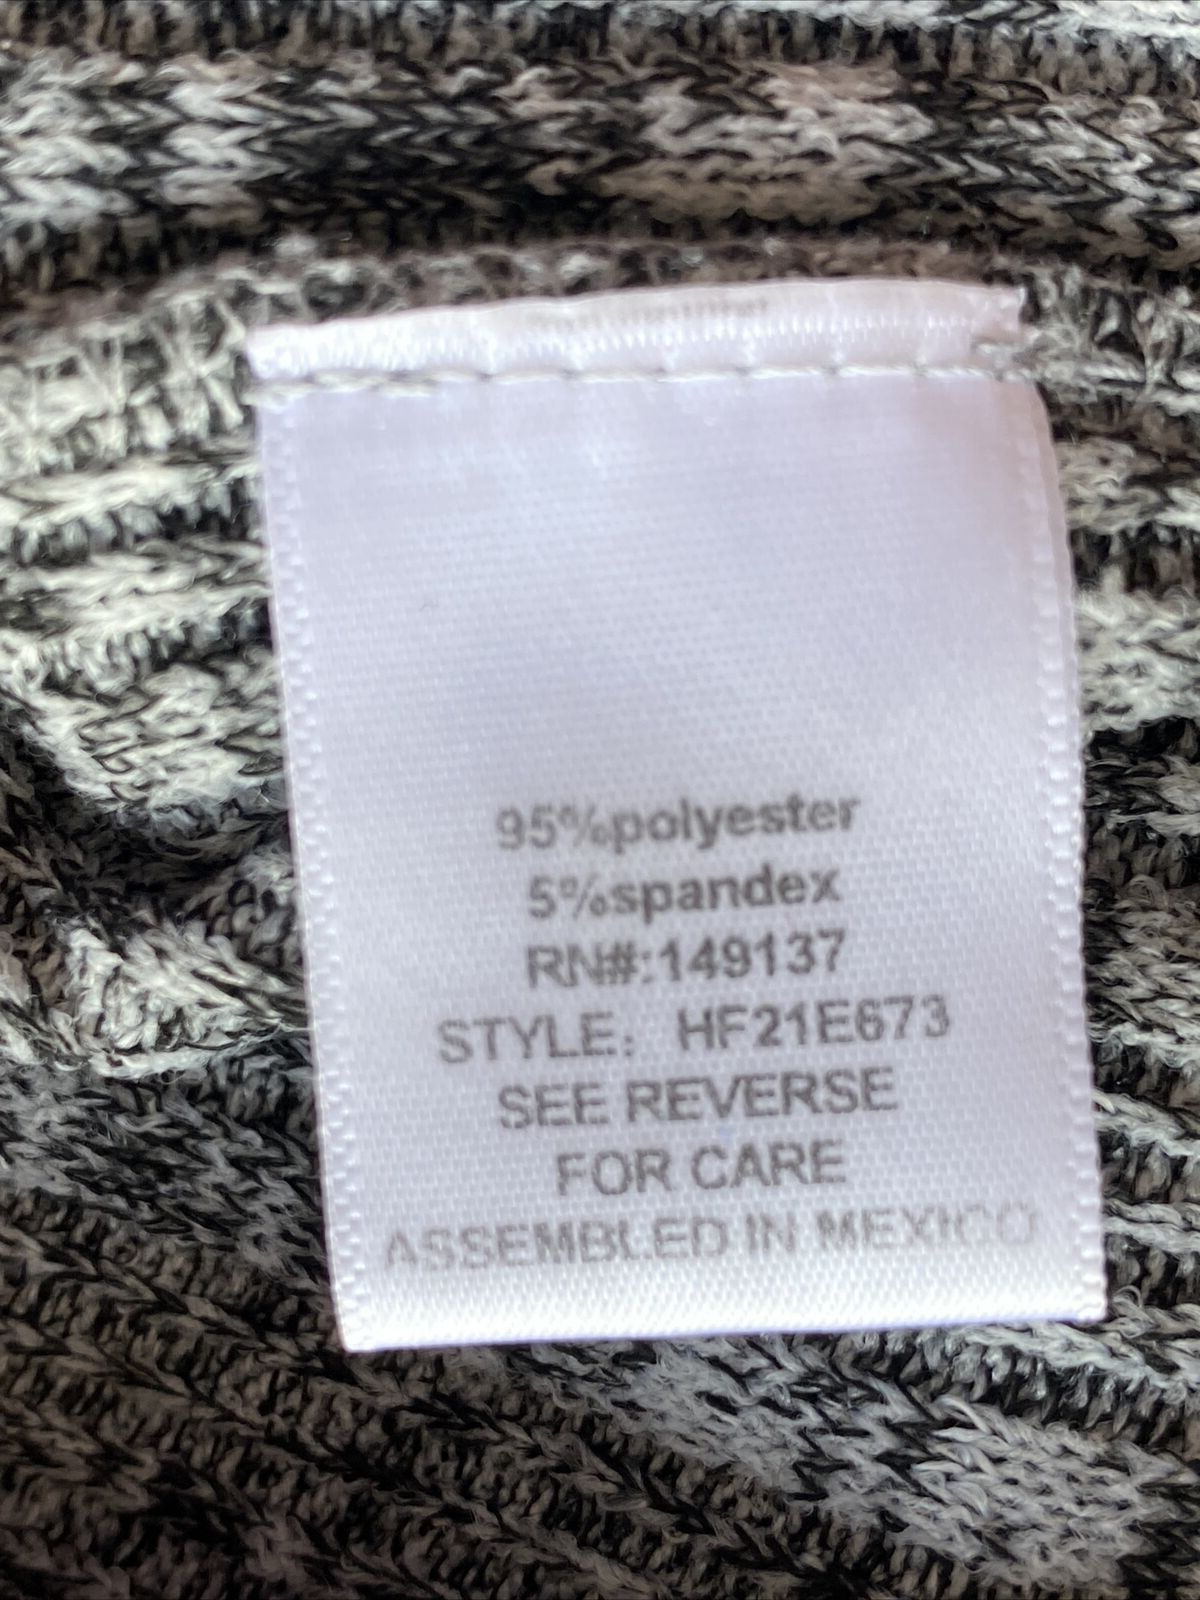 95%polyester
5%spandex
RN#:149137
STYLE: HF21E673
SEE REVERSE
FOR CARE
ASSEMBLED IN MEXICO